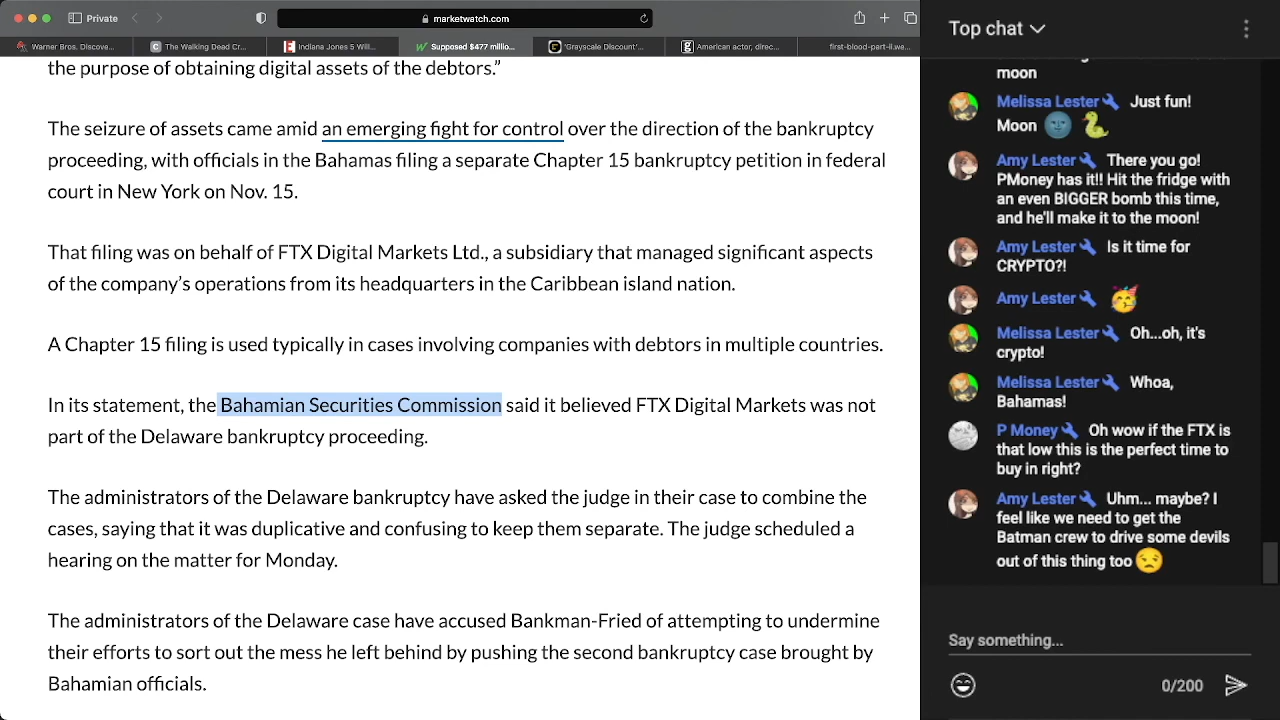 Private
marketwatch.com
Warner Bros. Discove...
The Walking Dead Cr...
Indiana Jones 5 Will...
Supposed $477 millio...
'Grayscale Discount'...
American actor, direc...
first-blood-part-ii.we...
the purpose of obtaining digital assets of the debtors.”
The seizure of assets came amid an emerging fight for control over the direction of the bankruptcy
proceeding, with officials in the Bahamas filing a separate Chapter 15 bankruptcy petition in federal
court in New York on Nov. 15.
That filing was on behalf of FTX Digital Markets Ltd., a subsidiary that managed significant aspects
of the company’s operations from its headquarters in the Caribbean island nation.
A Chapter 15 filing is used typically in cases involving companies with debtors in multiple countries.
In its statement, the Bahamian Securities Commission said it believed FTX Digital Markets was not
part of the Delaware bankruptcy proceeding.
The administrators of the Delaware bankruptcy have asked the judge in their case to combine the
cases, saying that it was duplicative and confusing to keep them separate. The judge scheduled a
hearing on the matter for Monday.
The administrators of the Delaware case have accused Bankman-Fried of attempting to undermine
their efforts to sort out the mess he left behind by pushing the second bankruptcy case brought by
Bahamian officials.
Top chat
moon
Melissa Lester Just fun!
Moon 🌚 🐍
Amy Lester There you go!
PMoney has it!! Hit the fridge with
an even BIGGER bomb this time,
and he'll make it to the moon!
Amy Lester Is it time for
CRYPTO?!
Amy Lester 🥳
Melissa Lester Oh...oh, it's
crypto!
Melissa Lester Whoa,
Bahamas!
P Money Oh wow if the FTX is
that low this is the perfect time to
buy in right?
Amy Lester Uhm... maybe? I
feel like we need to get the
Batman crew to drive some devils
out of this thing too 😞
Say something...
0/200